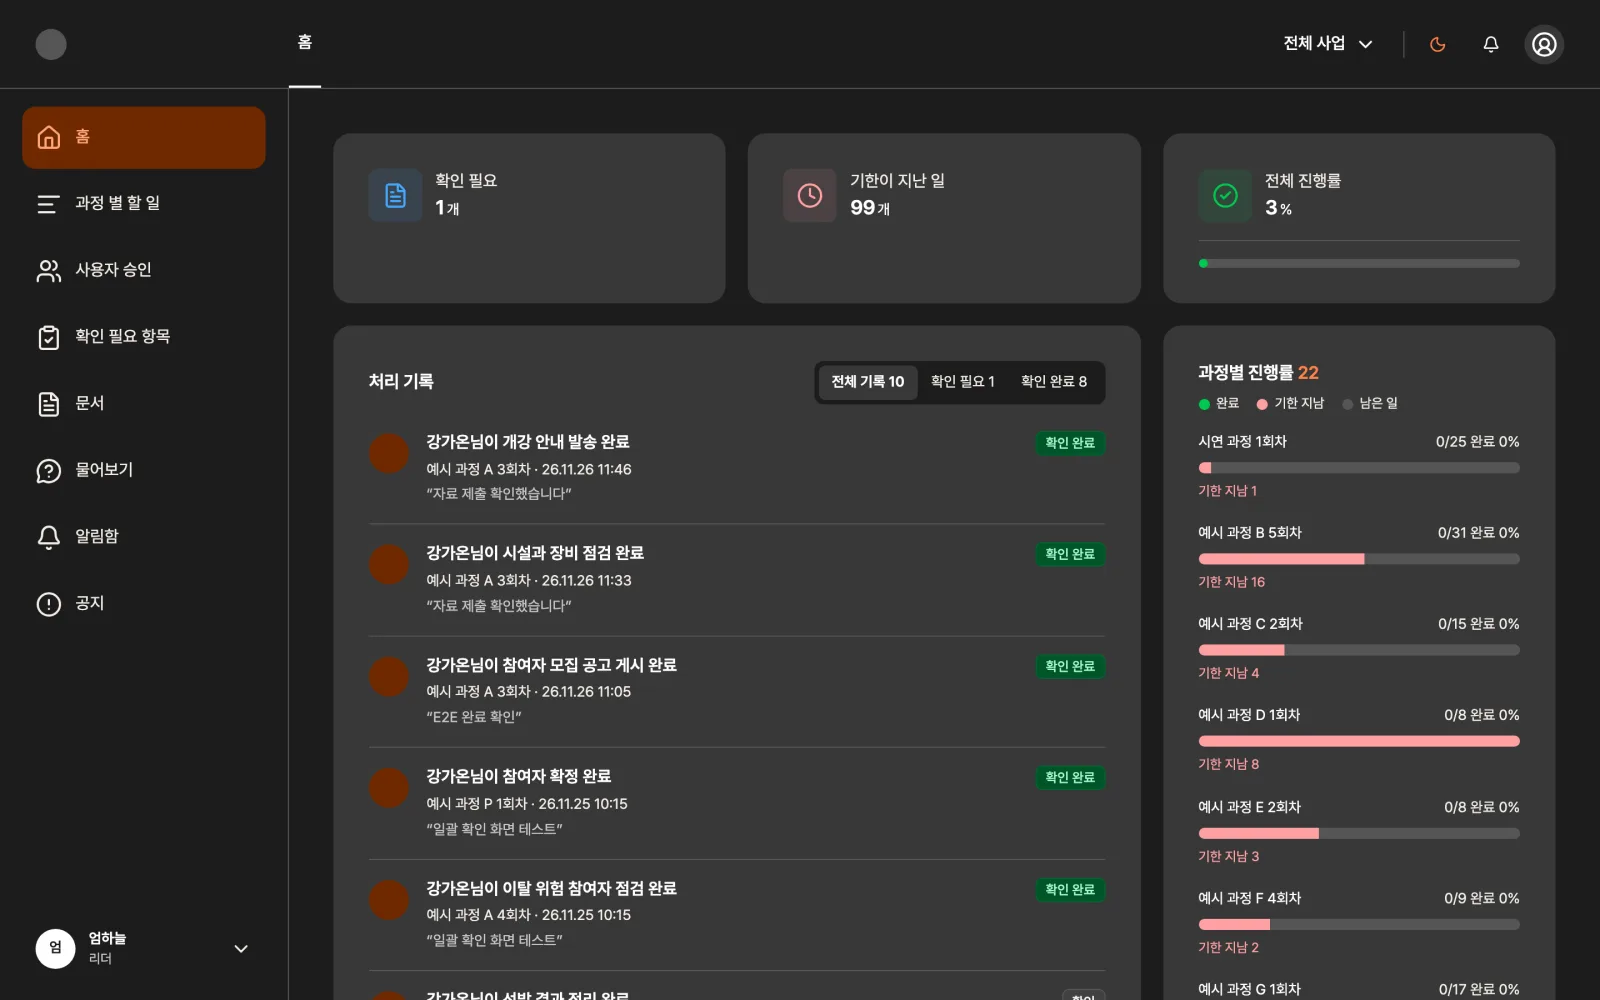 홈
전체 사업
홈
과정 별 할 일
사용자 승인
확인 필요 항목
문서
물어보기
알림함
공지
엄
엄하늘
리더
확인 필요
1개
기한이 지난 일
99개
전체 진행률
3%
처리 기록
전체 기록 10
확인 필요 1
확인 완료 8
강가온님이 개강 안내 발송 완료
확인 완료
예시 과정 A 3회차 · 26.11.26 11:46
“자료 제출 확인했습니다”
강가온님이 시설과 장비 점검 완료
확인 완료
예시 과정 A 3회차 · 26.11.26 11:33
“자료 제출 확인했습니다”
강가온님이 참여자 모집 공고 게시 완료
확인 완료
예시 과정 A 3회차 · 26.11.26 11:05
“E2E 완료 확인”
강가온님이 참여자 확정 완료
확인 완료
예시 과정 P 1회차 · 26.11.25 10:15
“일괄 확인 화면 테스트”
강가온님이 이탈 위험 참여자 점검 완료
확인 완료
예시 과정 A 4회차 · 26.11.25 10:15
“일괄 확인 화면 테스트”
강가온님이 선발 결과 정리 완료
확인
과정별 진행률 22
완료
기한 지남
남은 일
시연 과정 1회차
0/25 완료 0%
기한 지남 1
예시 과정 B 5회차
0/31 완료 0%
기한 지남 16
예시 과정 C 2회차
0/15 완료 0%
기한 지남 4
예시 과정 D 1회차
0/8 완료 0%
기한 지남 8
예시 과정 E 2회차
0/8 완료 0%
기한 지남 3
예시 과정 F 4회차
0/9 완료 0%
기한 지남 2
예시 과정 G 1회차
0/17 완료 0%